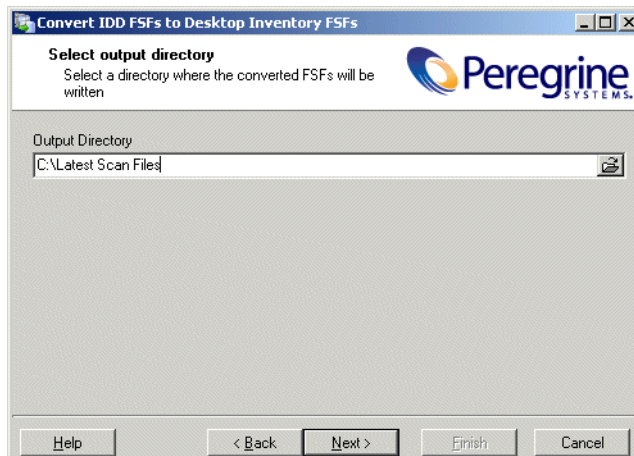 Convert IDD FSFs to Desktop Inventory FSFs
Select output directory
Select a directory where the converted FSFs will be
written
Peregrine
SYSTEMS.
Output Directory
C:\Latest Scan Files
Help
< Back
Next >
Finish
Cancel